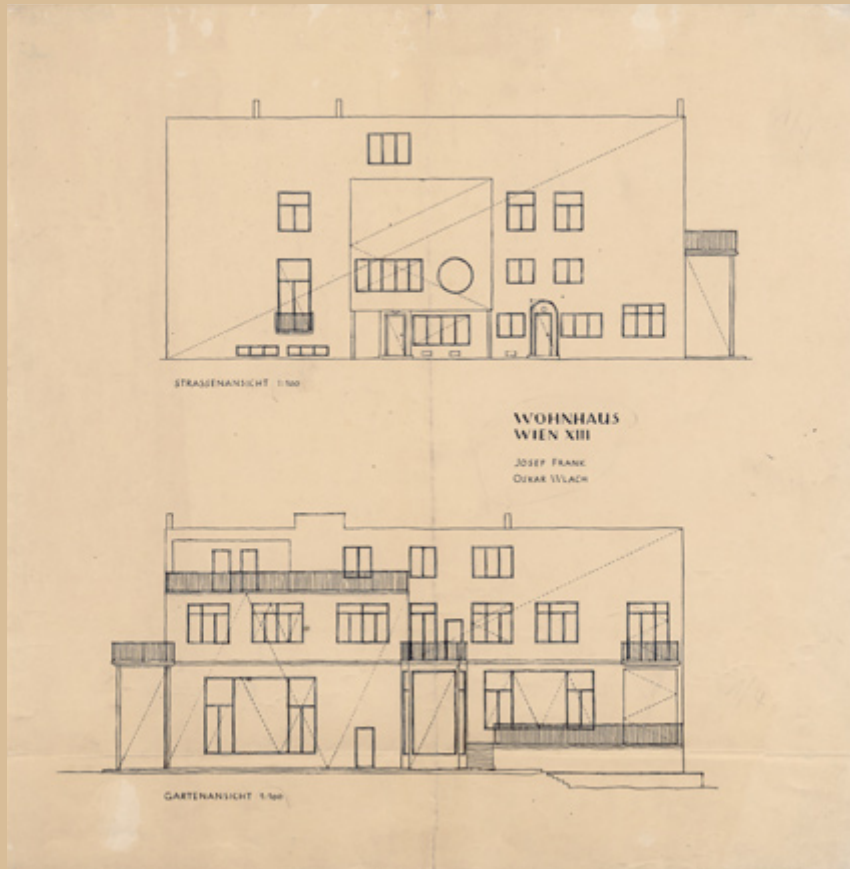 STRASSENANSICHT 1:100
WOHNHAUS
WIEN XIII
JOSEF FRANK
OSKAR WLACH
GARTENANSICHT 1:100